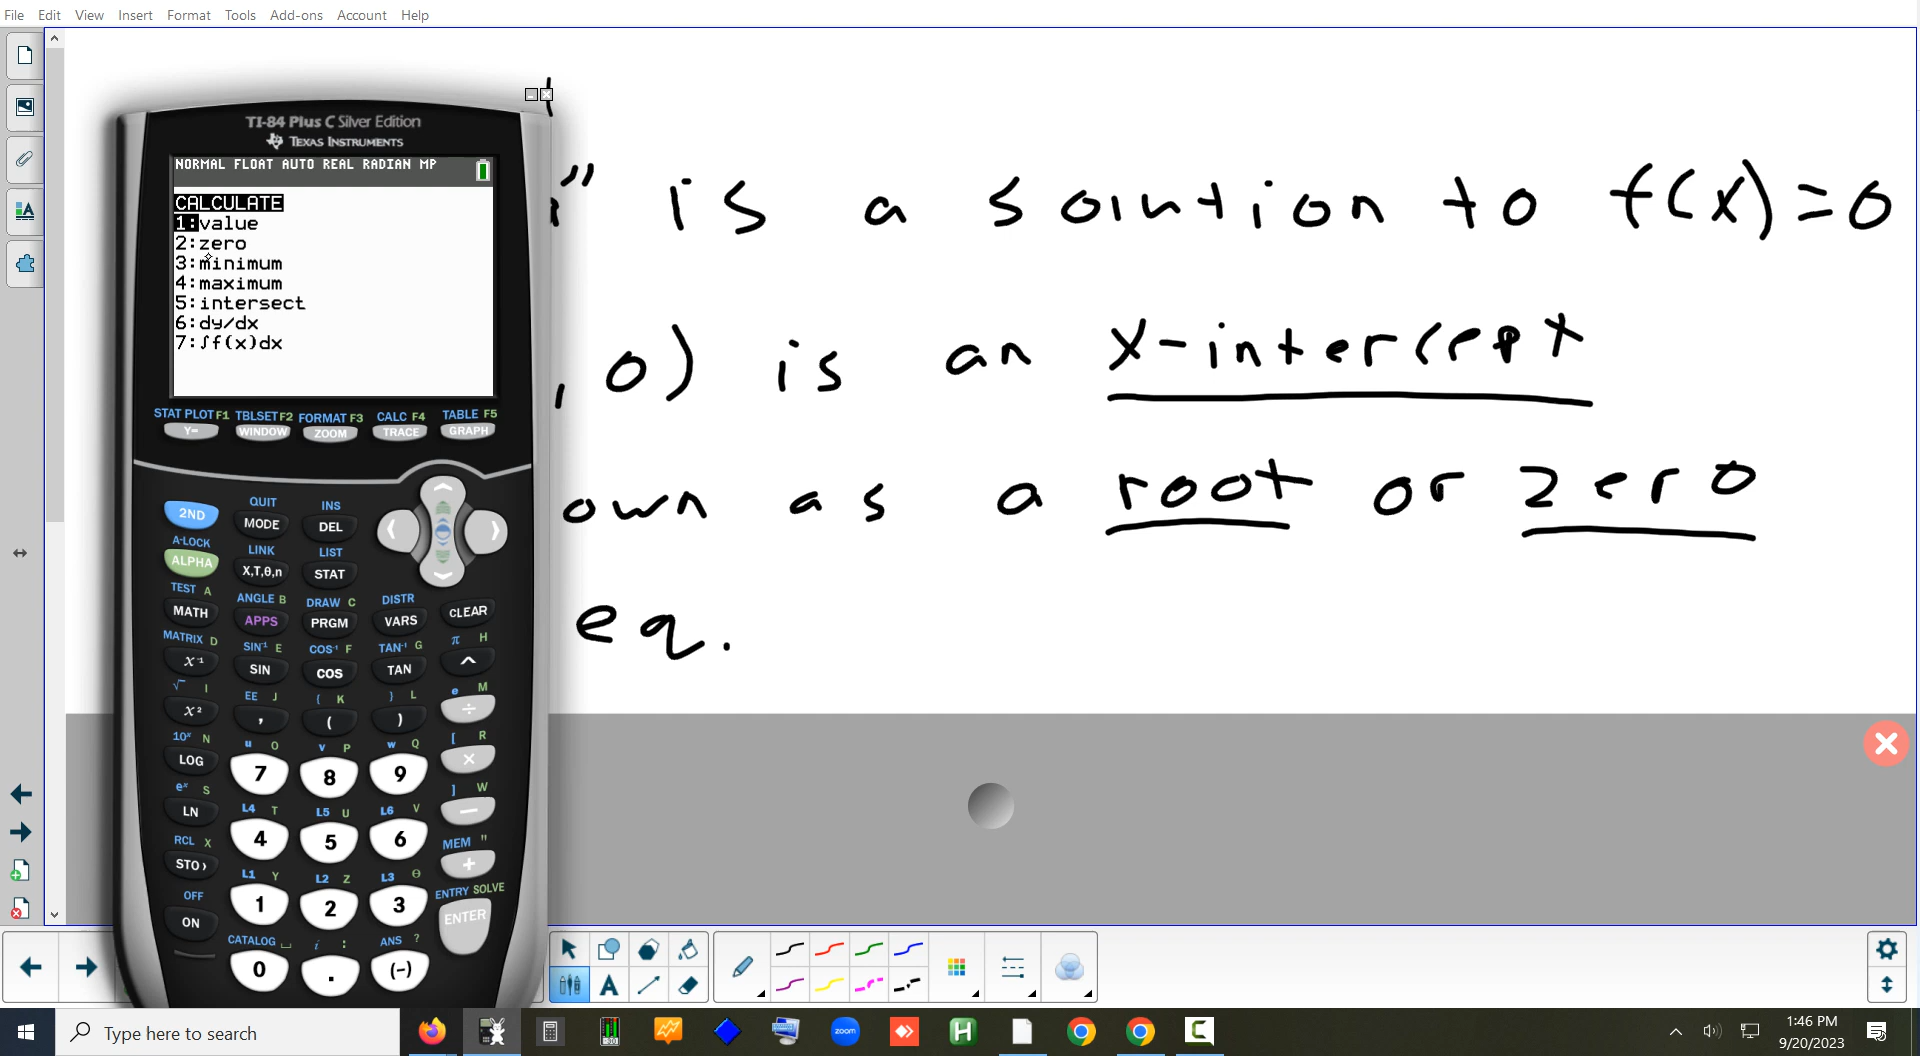 File Edit View Insert Format Tools Add-ons Account Help
TI-84 Plus C Silver Edition
TEXAS INSTRUMENTS
NORMAL FLOAT AUTO REAL RADIAN MP
CALCULATE
1:value
2:zero
3:minimum
4:maximum
5:intersect
6:dy/dx
7:∫f(x)dx
" is a solution to f(x)=0
, 0) is an x-intercept
own as a root or zero
eq.
STAT PLOT F1 TBLSET F2 FORMAT F3 CALC F4 TABLE F5
Y= WINDOW ZOOM TRACE GRAPH
QUIT INS
2ND MODE DEL
A-LOCK LINK LIST
ALPHA X,T,θ,n STAT
TEST A ANGLE B DRAW C DISTR
MATH APPS PRGM VARS CLEAR
MATRIX D SIN⁻¹ E COS⁻¹ F TAN⁻¹ G π H
X⁻¹ SIN COS TAN ^
√ I EE J { K } L e M
X² , ( ) ÷
10ˣ N u O v P w Q [ R
LOG 7 8 9 ×
eˣ S L4 T L5 U L6 V ] W
LN 4 5 6 −
RCL X L1 Y L2 Z L3 θ MEM "
STO› 1 2 3 +
OFF CATALOG i : ANS ? ENTRY SOLVE
ON 0 . (-) ENTER
A
Type here to search
zoom
H
C
1:46 PM
9/20/2023